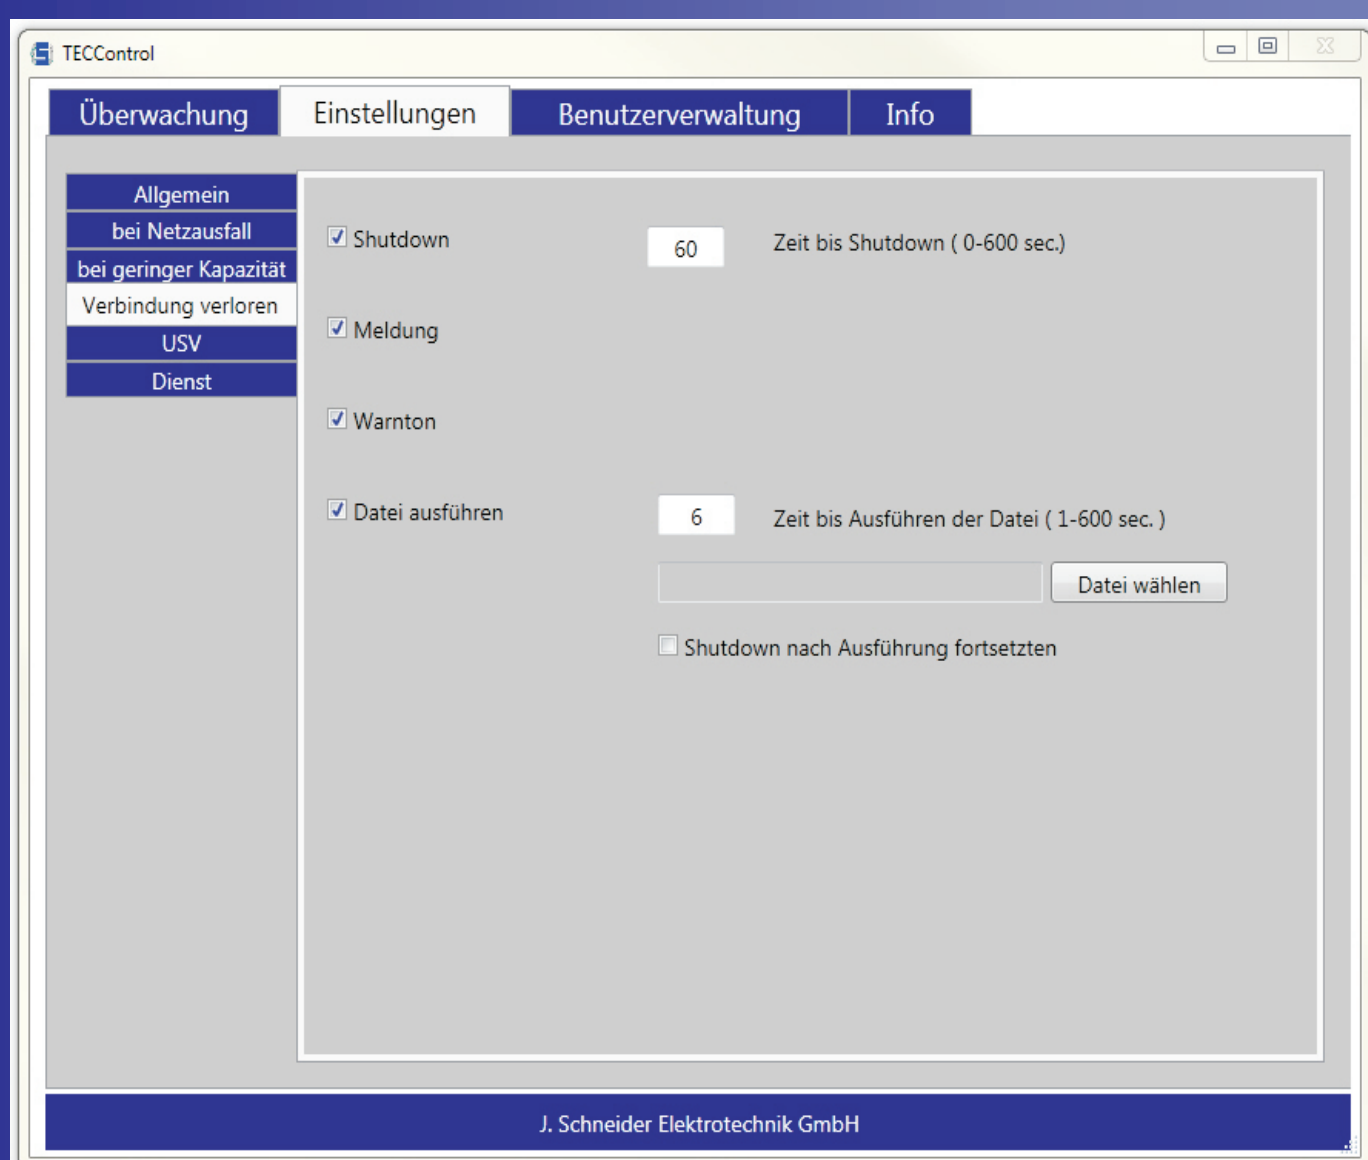 TECControl
Überwachung Einstellungen Benutzerverwaltung Info
Allgemein
bei Netzausfall
bei geringer Kapazität
Verbindung verloren
USV
Dienst
Shutdown 60 Zeit bis Shutdown ( 0-600 sec.)
Meldung
Warnton
Datei ausführen 6 Zeit bis Ausführen der Datei ( 1-600 sec. )
Datei wählen
Shutdown nach Ausführung fortsetzten
J. Schneider Elektrotechnik GmbH